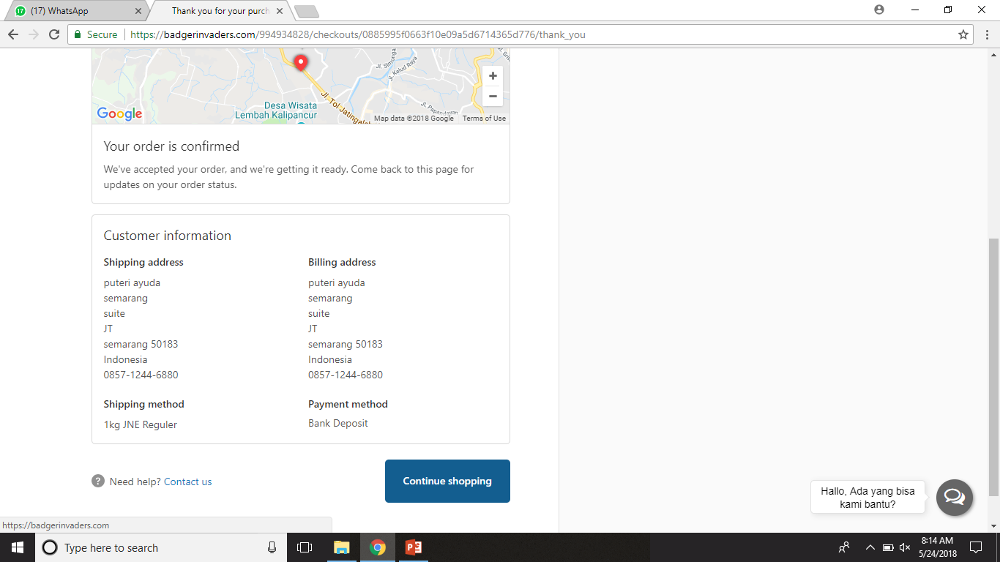 (17) WhatsApp
Thank you for your purch
Secure
https://badgerinvaders.com/994934828/checkouts/0885995f0663f10e09a5d6714365d776/thank_you
Jl. Simonga
Jl. Kelud Raya
Jl. Sri
Jl. Papandayan
Jl. Tol Jatingaleh
Desa Wisata
Lembah Kalipancur
+
−
Google
Map data ©2018 Google
Terms of Use
Your order is confirmed
We've accepted your order, and we're getting it ready. Come back to this page for
updates on your order status.
Customer information
Shipping address
puteri ayuda
semarang
suite
JT
semarang 50183
Indonesia
0857-1244-6880
Billing address
puteri ayuda
semarang
suite
JT
semarang 50183
Indonesia
0857-1244-6880
Shipping method
1kg JNE Reguler
Payment method
Bank Deposit
? Need help? Contact us
Continue shopping
Hallo, Ada yang bisa
kami bantu?
https://badgerinvaders.com
Type here to search
8:14 AM
5/24/2018